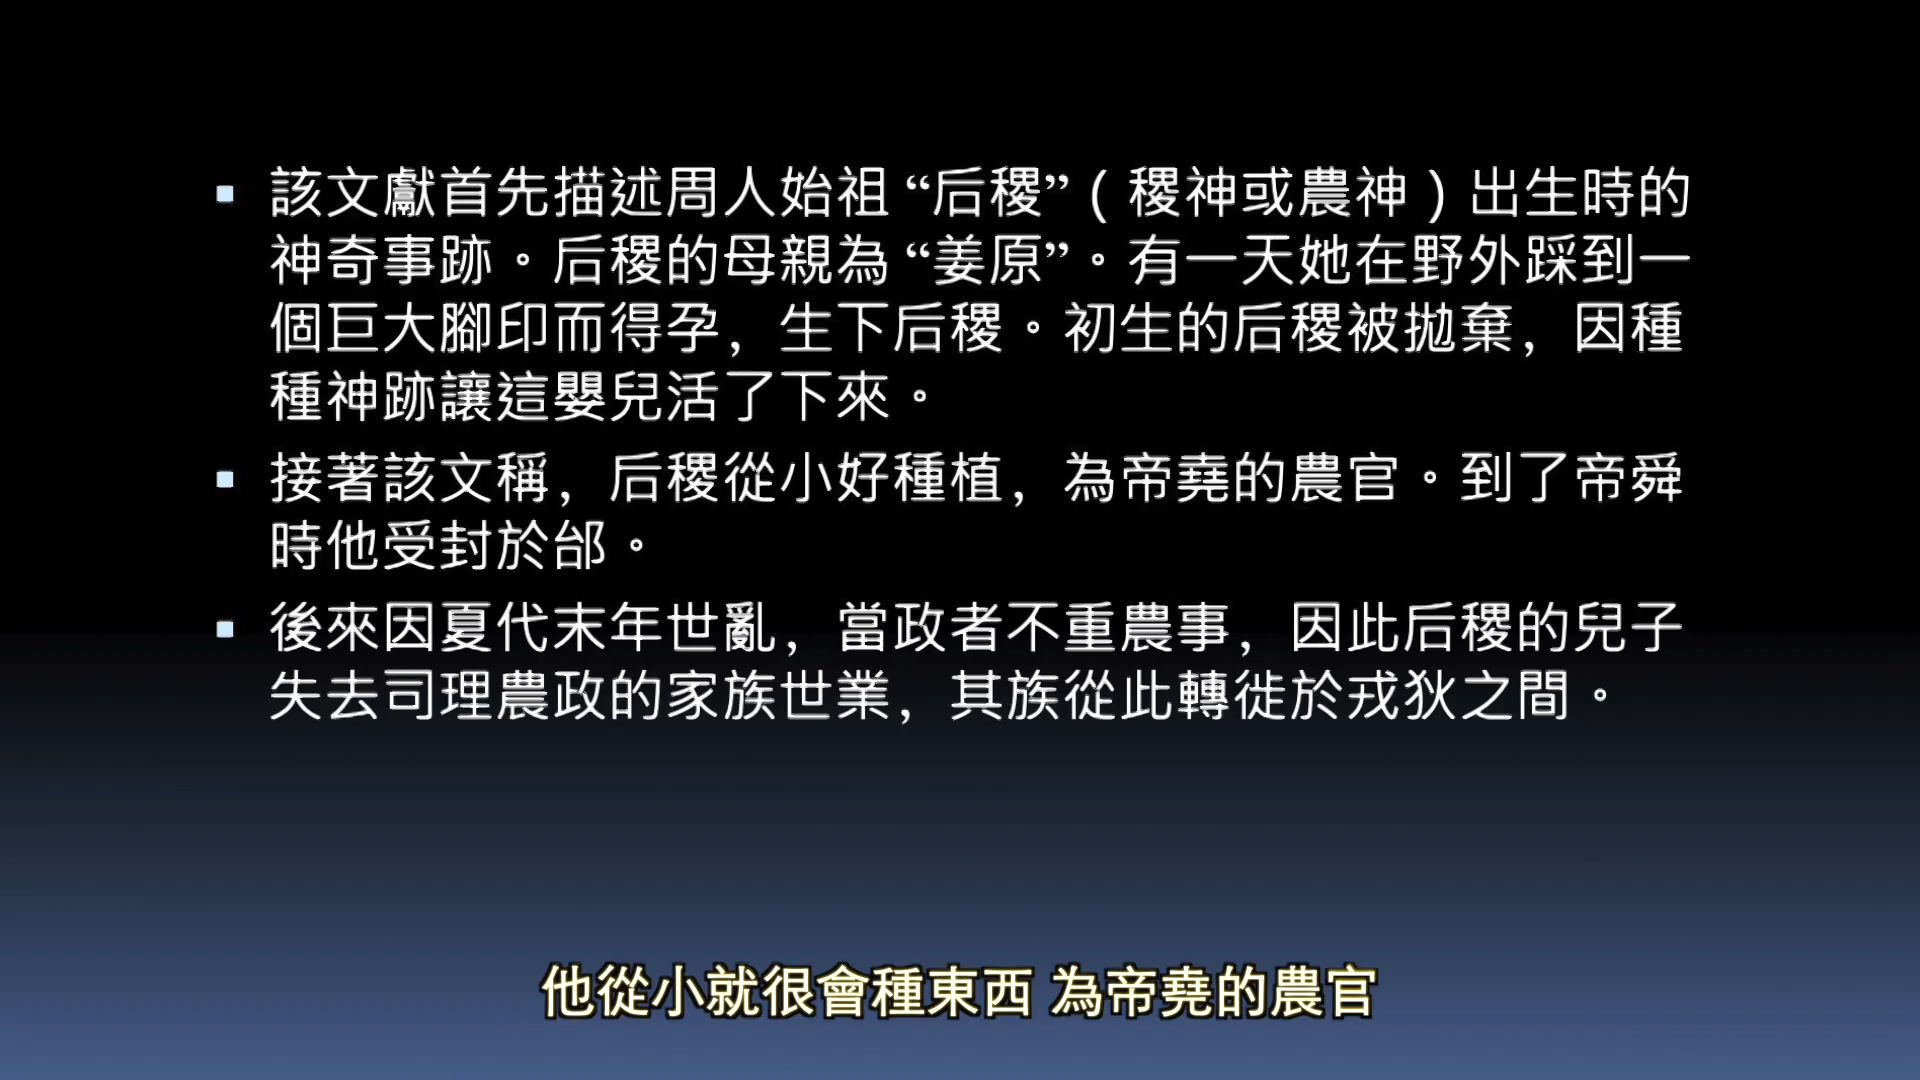 ▪ 該文獻首先描述周人始祖“后稷”（稷神或農神）出生時的
神奇事跡。后稷的母親為“姜原”。有一天她在野外踩到一
個巨大腳印而得孕，生下后稷。初生的后稷被拋棄，因種
種神跡讓這嬰兒活了下來。
▪ 接著該文稱，后稷從小好種植，為帝堯的農官。到了帝舜
時他受封於邰。
▪ 後來因夏代末年世亂，當政者不重農事，因此后稷的兒子
失去司理農政的家族世業，其族從此轉徙於戎狄之間。
他從小就很會種東西 為帝堯的農官